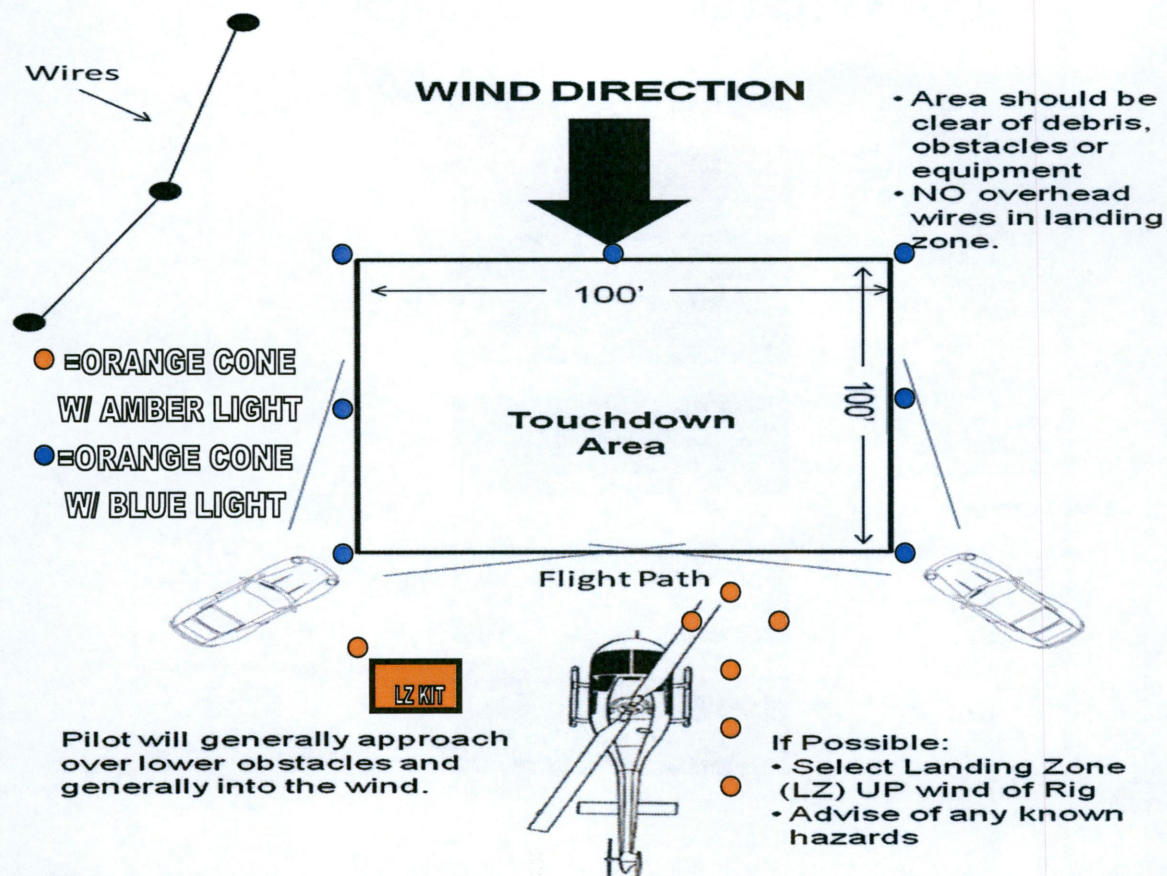 Wires
WIND DIRECTION
• Area should be
clear of debris,
obstacles or
equipment
• NO overhead
wires in landing
zone.
100'
100'
=ORANGE CONE
W/ AMBER LIGHT
=ORANGE CONE
W/ BLUE LIGHT
Touchdown
Area
Flight Path
LZ KIT
Pilot will generally approach
over lower obstacles and
generally into the wind.
If Possible:
• Select Landing Zone
(LZ) UP wind of Rig
• Advise of any known
hazards